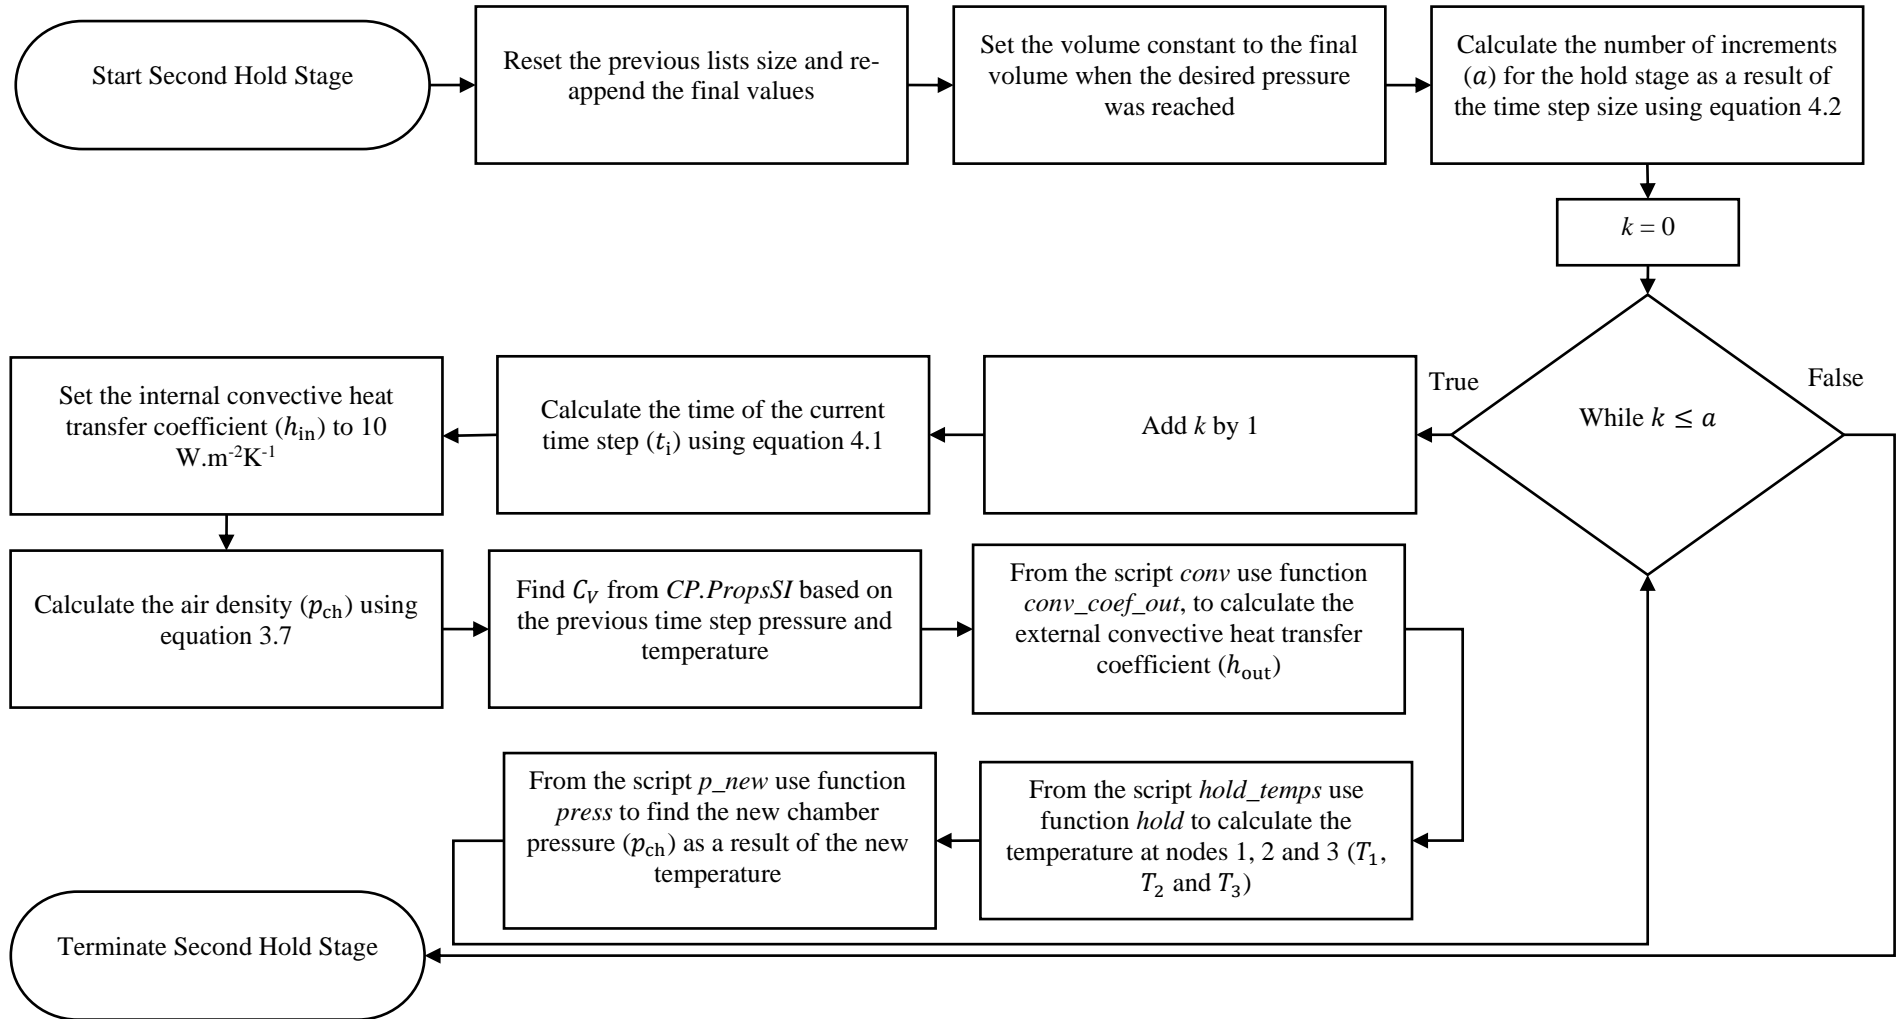 Start Second Hold Stage
Reset the previous lists size and re-
append the final values
Set the volume constant to the final
volume when the desired pressure
was reached
Calculate the number of increments
(a) for the hold stage as a result of
the time step size using equation 4.2
k = 0
While k ≤ a
True
False
Add k by 1
Calculate the time of the current
time step (tᵢ) using equation 4.1
Set the internal convective heat
transfer coefficient (h_in) to 10
W.m⁻²K⁻¹
Calculate the air density (p_ch) using
equation 3.7
Find C_V from CP.PropsSI based on
the previous time step pressure and
temperature
From the script conv use function
conv_coef_out, to calculate the
external convective heat transfer
coefficient (h_out)
From the script hold_temps use
function hold to calculate the
temperature at nodes 1, 2 and 3 (T₁,
T₂ and T₃)
From the script p_new use function
press to find the new chamber
pressure (p_ch) as a result of the new
temperature
Terminate Second Hold Stage